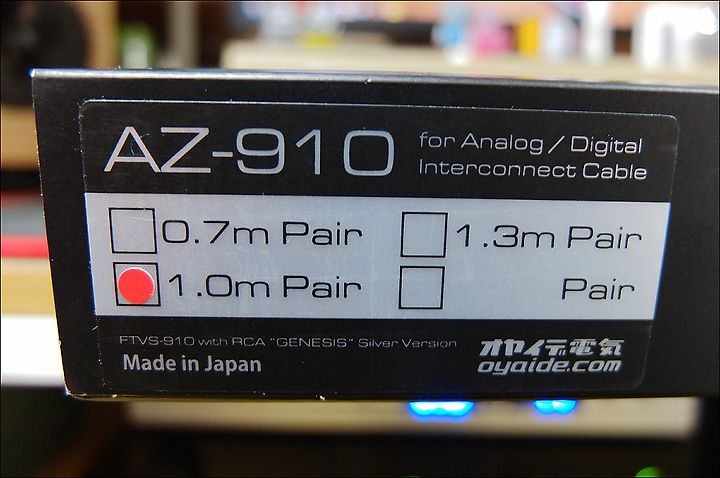 AZ-910
for Analog / Digital
Interconnect Cable
0.7m Pair
1.3m Pair
1.0m Pair
Pair
FTVS-910 with RCA "GENESIS" Silver Version
Made in Japan
オヤイデ電気
oyaide.com